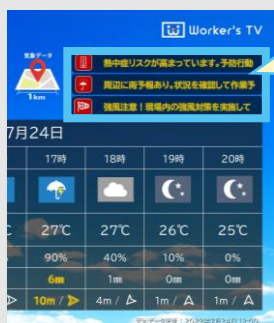 Worker's TV
気象データ
1km
熱中症リスクが高まっています。予防行動
周辺に雨予報あり。状況を確認して作業予
強風注意！現場内の強風対策を実施して
7月24日
17時 18時 19時 20時
℃ 27℃ 27℃ 26℃ 25℃
90% 40% 10% 0%
6㎜ 1㎜ 0㎜ 0㎜
10m / 4m / 1m / 1m /